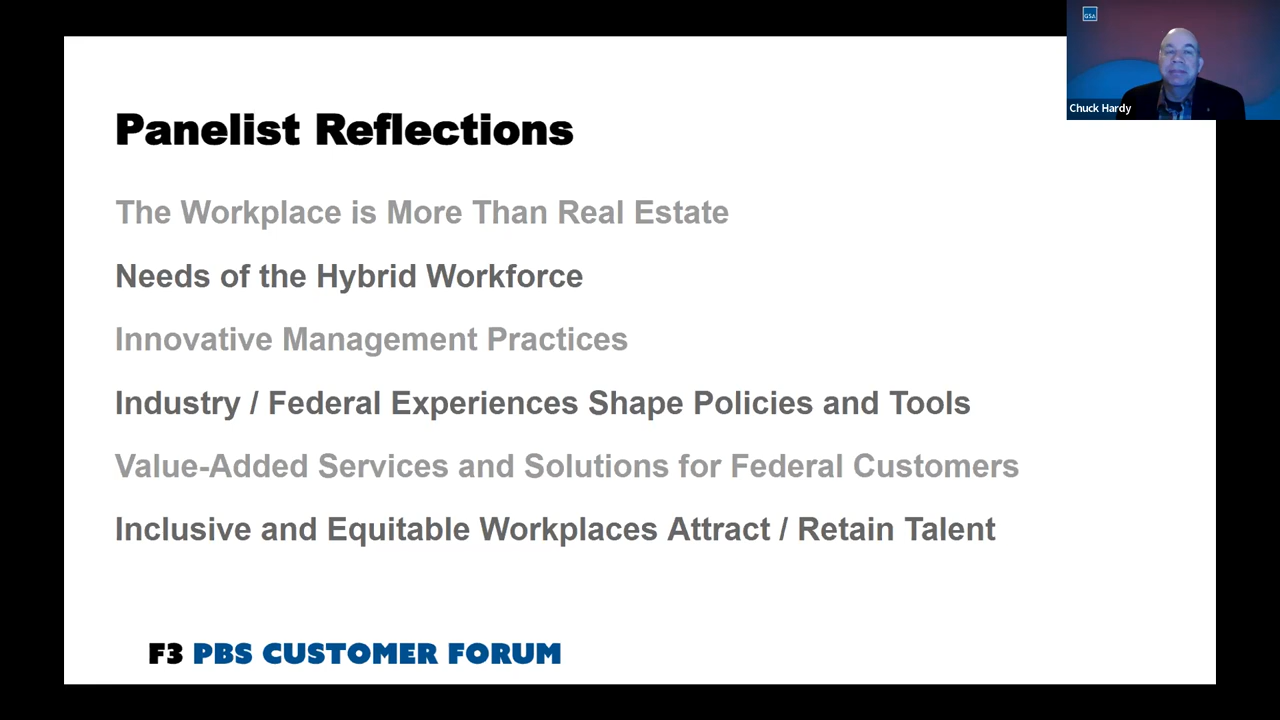 GSA
Chuck Hardy
Panelist Reflections
The Workplace is More Than Real Estate
Needs of the Hybrid Workforce
Innovative Management Practices
Industry / Federal Experiences Shape Policies and Tools
Value-Added Services and Solutions for Federal Customers
Inclusive and Equitable Workplaces Attract / Retain Talent
F3 PBS CUSTOMER FORUM